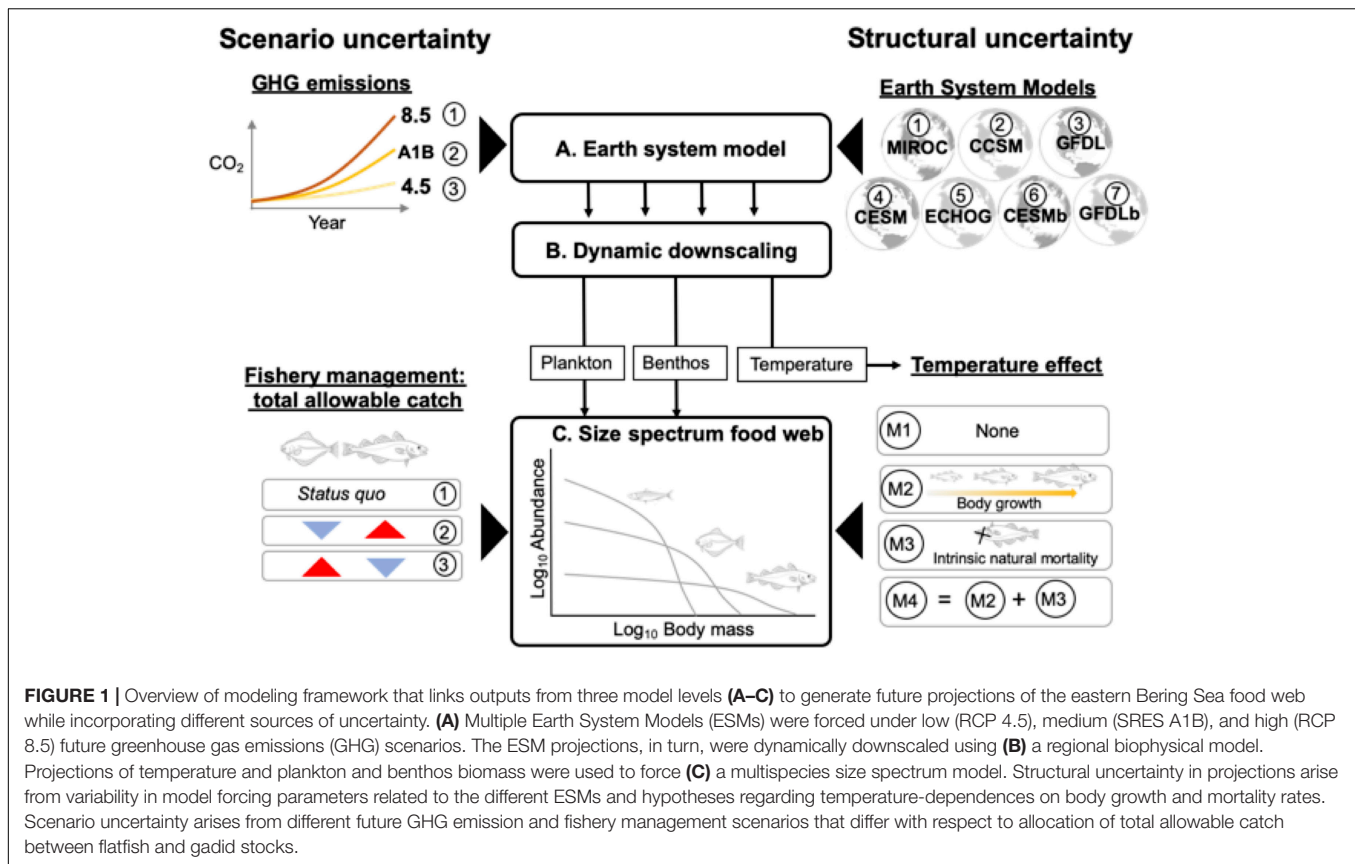 Scenario uncertainty
Structural uncertainty
GHG emissions
8.5 ①
A1B ②
4.5 ③
CO₂
Year
A. Earth system model
Earth System Models
① MIROC
② CCSM
③ GFDL
④ CESM
⑤ ECHOG
⑥ CESMb
⑦ GFDLb
B. Dynamic downscaling
Plankton
Benthos
Temperature
Fishery management:
total allowable catch
Status quo ①
②
③
Temperature effect
C. Size spectrum food web
Log₁₀ Abundance
Log₁₀ Body mass
M1 None
M2 Body growth
M3 Intrinsic natural mortality
M4 = M2 + M3
FIGURE 1 | Overview of modeling framework that links outputs from three model levels (A–C) to generate future projections of the eastern Bering Sea food web
while incorporating different sources of uncertainty. (A) Multiple Earth System Models (ESMs) were forced under low (RCP 4.5), medium (SRES A1B), and high (RCP
8.5) future greenhouse gas emissions (GHG) scenarios. The ESM projections, in turn, were dynamically downscaled using (B) a regional biophysical model.
Projections of temperature and plankton and benthos biomass were used to force (C) a multispecies size spectrum model. Structural uncertainty in projections arise
from variability in model forcing parameters related to the different ESMs and hypotheses regarding temperature-dependences on body growth and mortality rates.
Scenario uncertainty arises from different future GHG emission and fishery management scenarios that differ with respect to allocation of total allowable catch
between flatfish and gadid stocks.